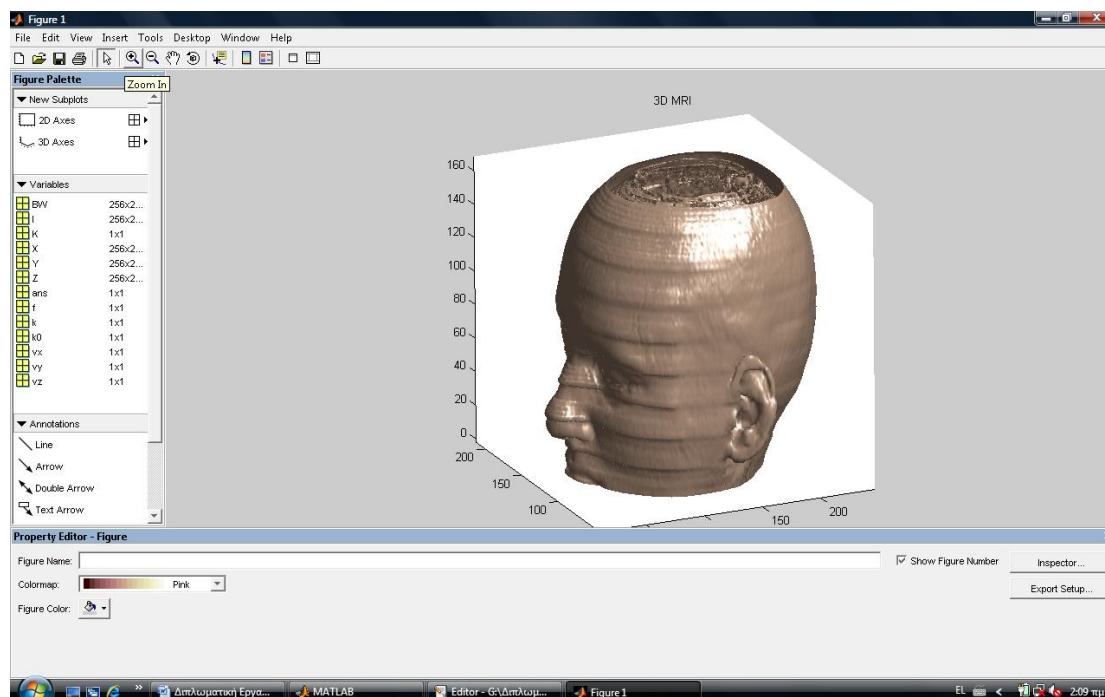 Figure 1
File Edit View Insert Tools Desktop Window Help
Figure Palette
Zoom In
New Subplots
2D Axes
3D Axes
Variables
BW 256x2...
I 256x2...
K 1x1
X 256x2...
Y 256x2...
Z 256x2...
ans 1x1
f 1x1
k 1x1
k0 1x1
vx 1x1
vy 1x1
vz 1x1
Annotations
Line
Arrow
Double Arrow
Text Arrow
3D MRI
160
140
120
100
80
60
40
20
0
200
150
100
150
200
Property Editor - Figure
Figure Name:
Show Figure Number
Inspector...
Colormap: Pink
Export Setup...
Figure Color:
Διπλωματική Εργα...
MATLAB
Editor - G:\Διπλωμ...
Figure 1
EL
2:09 πμ